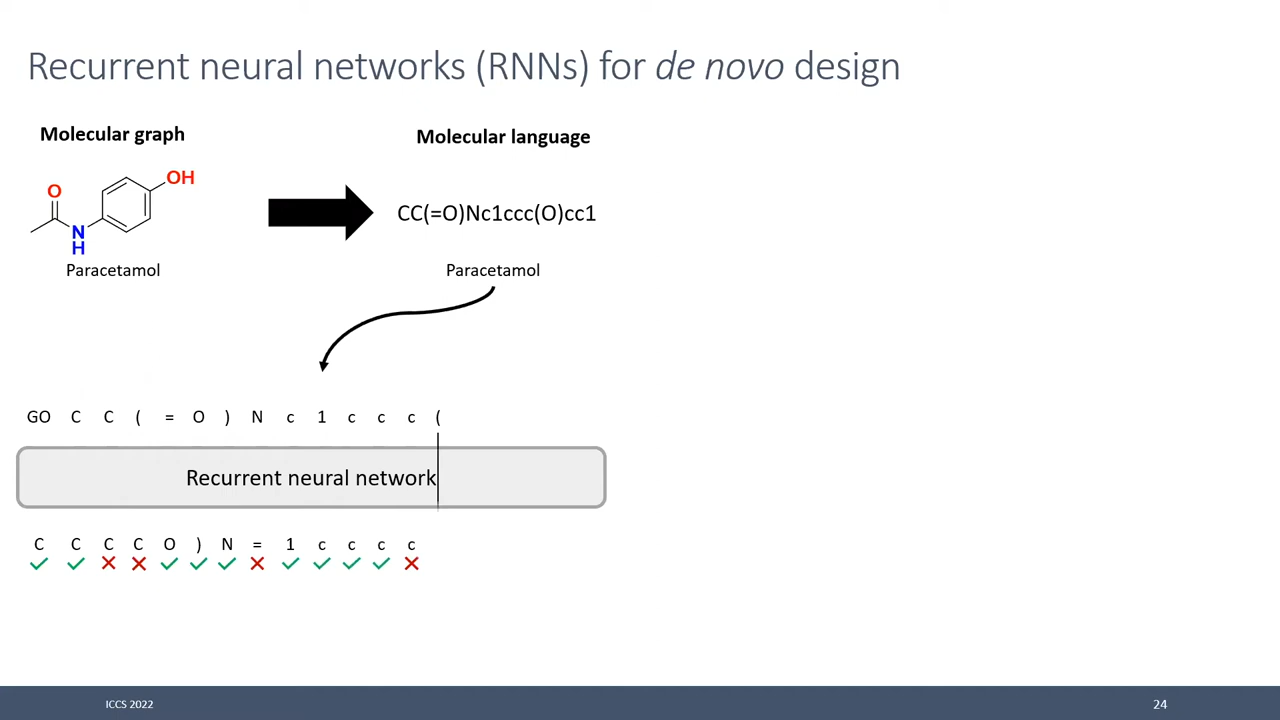 Recurrent neural networks (RNNs) for de novo design
Molecular graph
Molecular language
O
OH
N
H
CC(=O)Nc1ccc(O)cc1
Paracetamol
Paracetamol
GO C C ( = O ) N c 1 c c c (
Recurrent neural network
C C C C O ) N = 1 c c c c
ICCS 2022
24